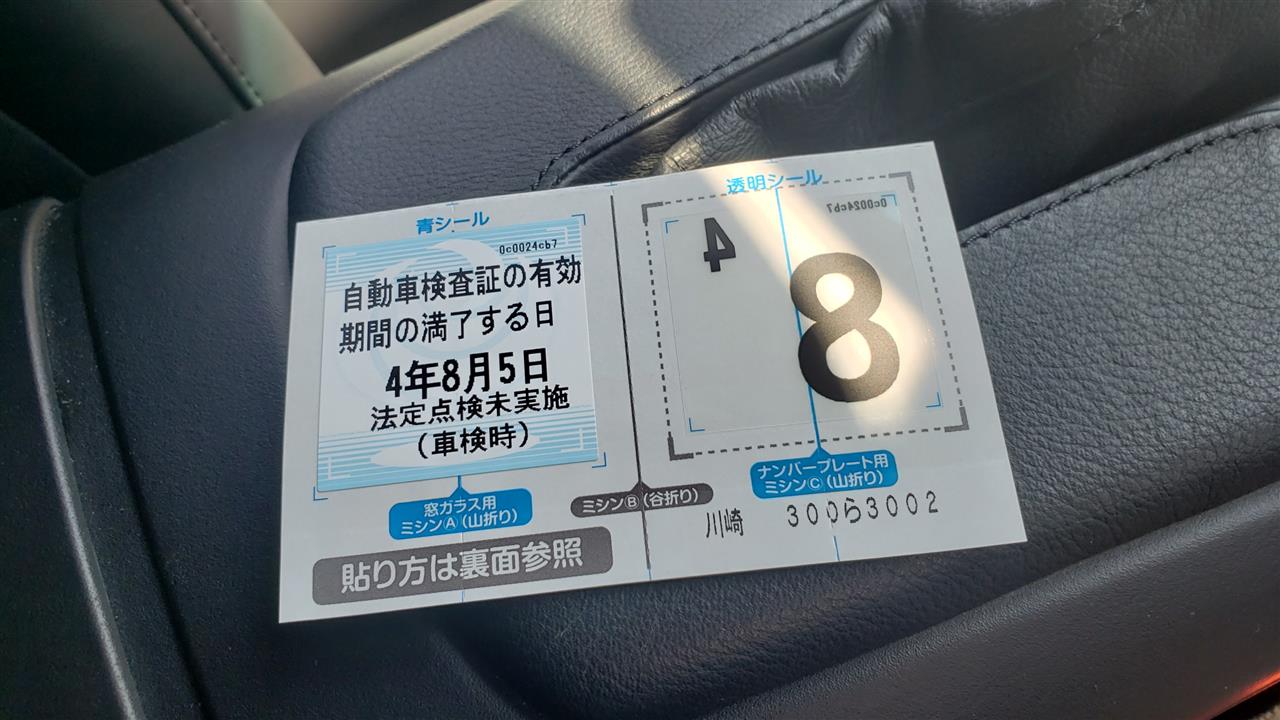 青シール
0c0024cb7
自動車検査証の有効
期間の満了する日
4年8月5日
法定点検未実施
(車検時)
窓ガラス用
ミシンⒶ(山折り)
貼り方は裏面参照
ミシンⒷ(谷折り)
透明シール
0c0024cb7
4
8
ナンバープレート用
ミシンⒸ(山折り)
川崎 300ら3002